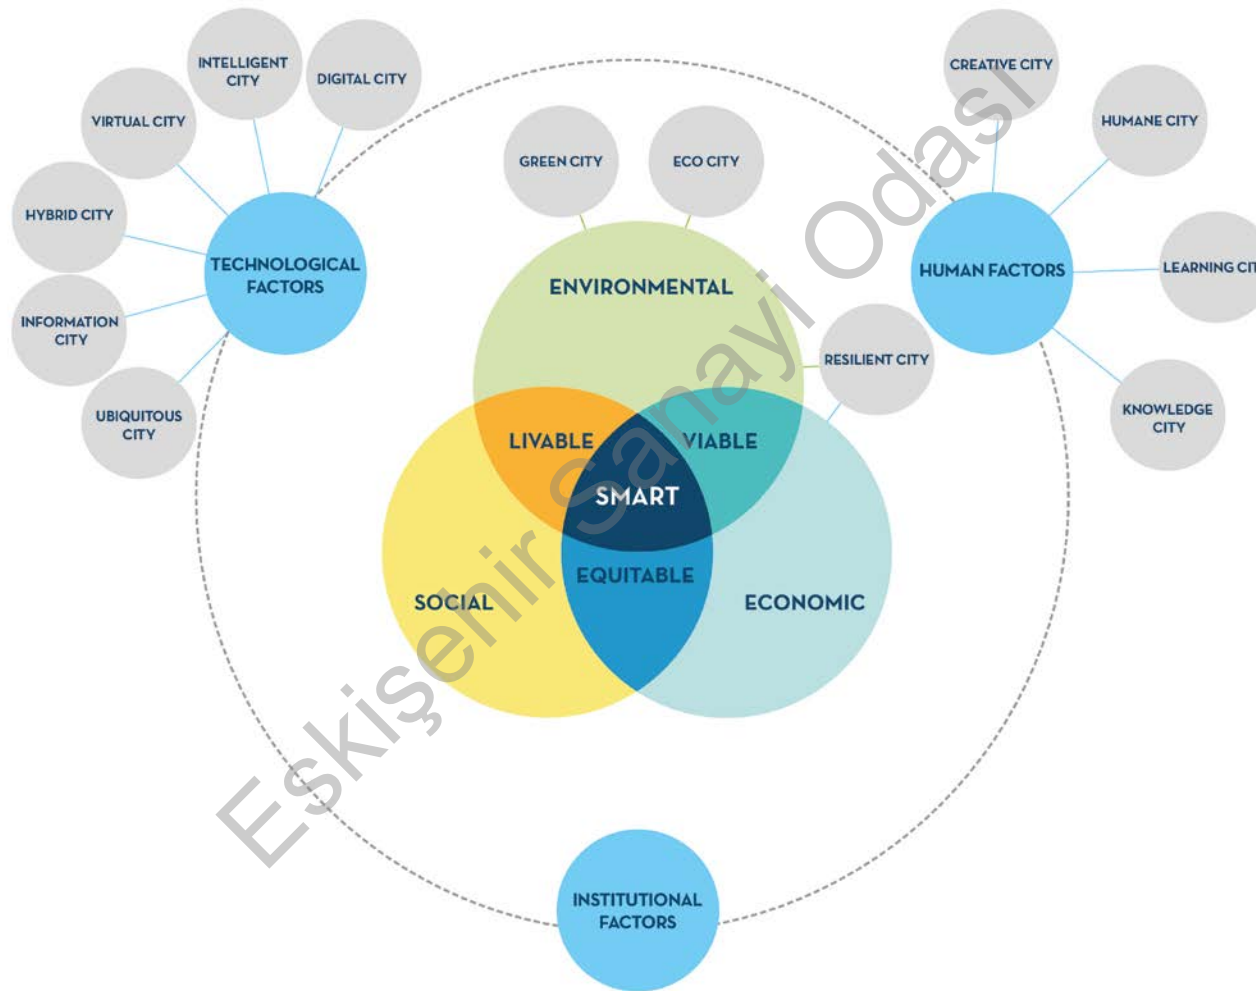 INTELLIGENT
CITY
DIGITAL CITY
VIRTUAL CITY
HYBRID CITY
INFORMATION
CITY
UBIQUITOUS
CITY
TECHNOLOGICAL
FACTORS
GREEN CITY
ECO CITY
RESILIENT CITY
ENVIRONMENTAL
LIVABLE
VIABLE
SMART
EQUITABLE
SOCIAL
ECONOMIC
CREATIVE CITY
HUMANE CITY
LEARNING CIT
KNOWLEDGE
CITY
HUMAN FACTORS
INSTITUTIONAL
FACTORS
Eskişehir Sanayi Odası